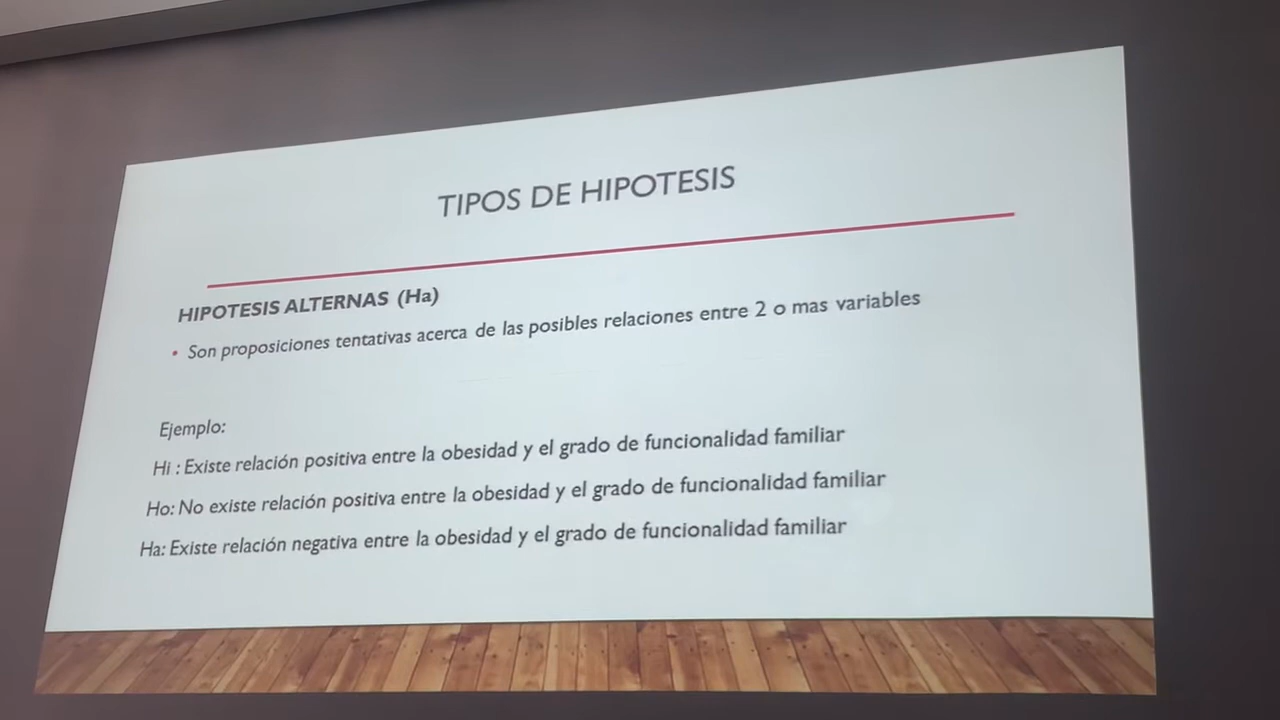 TIPOS DE HIPOTESIS
HIPOTESIS ALTERNAS (Ha)
• Son proposiciones tentativas acerca de las posibles relaciones entre 2 o mas variables
Ejemplo:
Hi : Existe relación positiva entre la obesidad y el grado de funcionalidad familiar
Ho: No existe relación positiva entre la obesidad y el grado de funcionalidad familiar
Ha: Existe relación negativa entre la obesidad y el grado de funcionalidad familiar